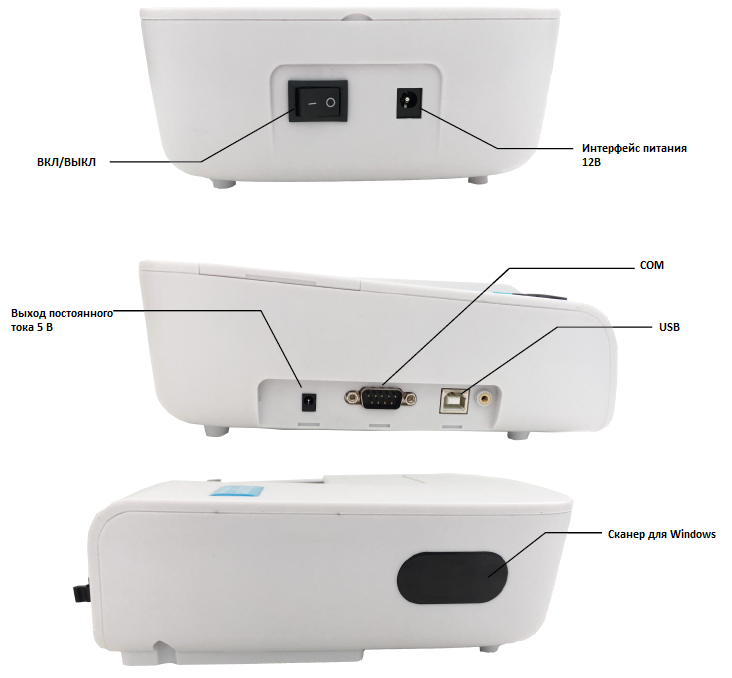 ВКЛ/ВЫКЛ
Интерфейс питания
12В
COM
Выход постоянного
тока 5 В
USB
Сканер для Windows